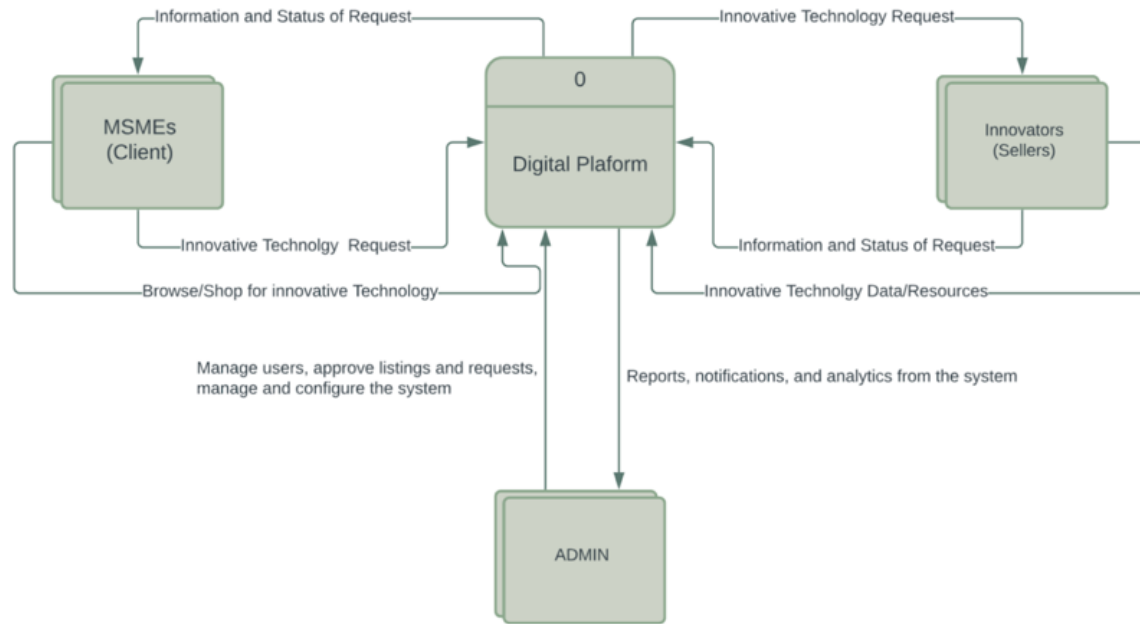 Information and Status of Request
Innovative Technology Request
0
MSMEs
(Client)
Digital Plaform
Innovators
(Sellers)
Innovative Technolgy  Request
Information and Status of Request
Browse/Shop for innovative Technology
Innovative Technolgy Data/Resources
Manage users, approve listings and requests,
manage and configure the system
Reports, notifications, and analytics from the system
ADMIN